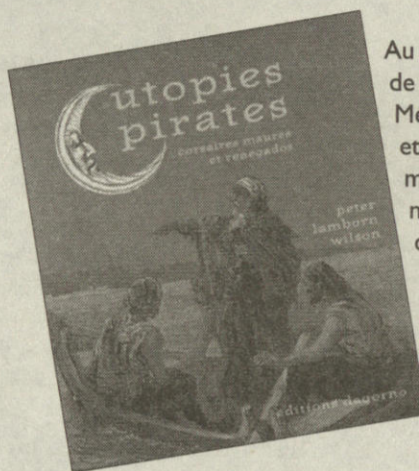 utopies
pirates
corsaires maures
et renegados
peter
lamborn
wilson
editions dagorno
Au
de
et